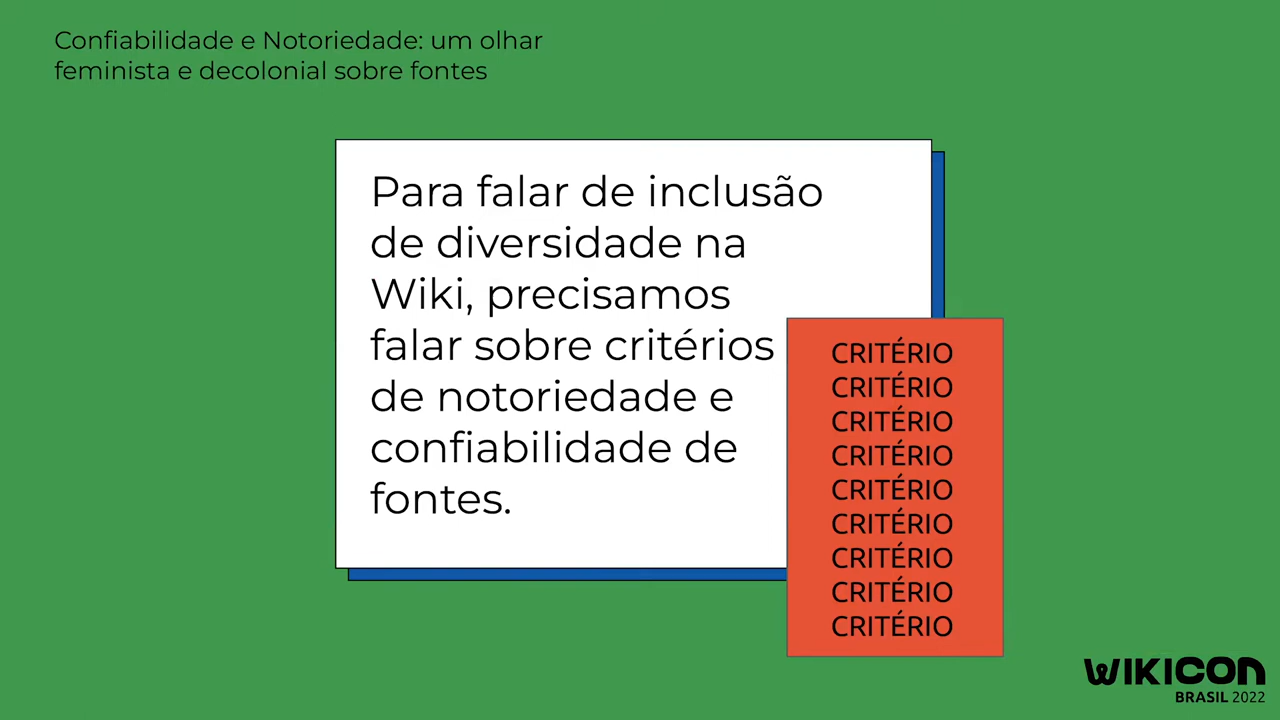 Confiabilidade e Notoriedade: um olhar
feminista e decolonial sobre fontes
Para falar de inclusão
de diversidade na
Wiki, precisamos
falar sobre critérios
de notoriedade e
confiabilidade de
fontes.
CRITÉRIO
CRITÉRIO
CRITÉRIO
CRITÉRIO
CRITÉRIO
CRITÉRIO
CRITÉRIO
CRITÉRIO
CRITÉRIO
WIKICON
BRASIL 2022